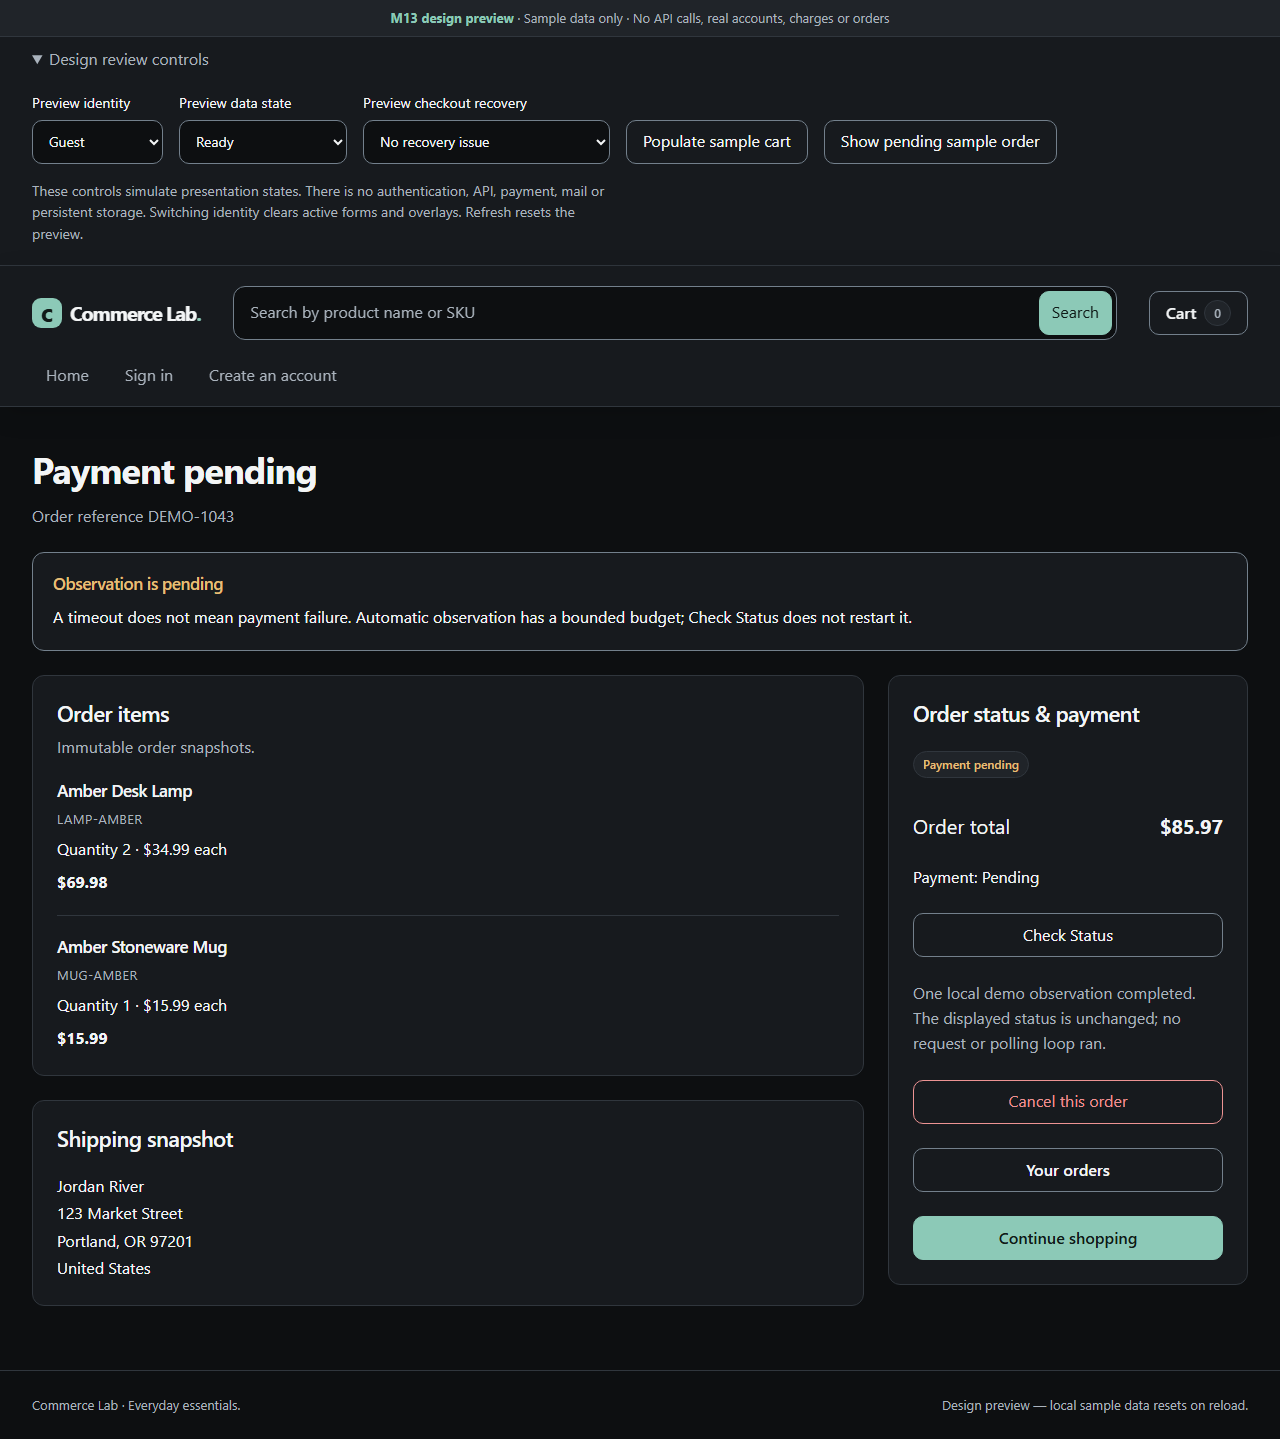 M13 design preview · Sample data only · No API calls, real accounts, charges or orders
▼ Design review controls
Preview identity
Preview data state
Preview checkout recovery
Guest
Ready
No recovery issue
Populate sample cart
Show pending sample order
These controls simulate presentation states. There is no authentication, API, payment, mail or
persistent storage. Switching identity clears active forms and overlays. Refresh resets the
preview.
c
Commerce Lab.
Search by product name or SKU
Search
Cart 0
Home
Sign in
Create an account
Payment pending
Order reference DEMO-1043
Observation is pending
A timeout does not mean payment failure. Automatic observation has a bounded budget; Check Status does not restart it.
Order items
Immutable order snapshots.
Amber Desk Lamp
LAMP-AMBER
Quantity 2 · $34.99 each
$69.98
Amber Stoneware Mug
MUG-AMBER
Quantity 1 · $15.99 each
$15.99
Shipping snapshot
Jordan River
123 Market Street
Portland, OR 97201
United States
Order status & payment
Payment pending
Order total $85.97
Payment: Pending
Check Status
One local demo observation completed.
The displayed status is unchanged; no
request or polling loop ran.
Cancel this order
Your orders
Continue shopping
Commerce Lab · Everyday essentials.
Design preview — local sample data resets on reload.